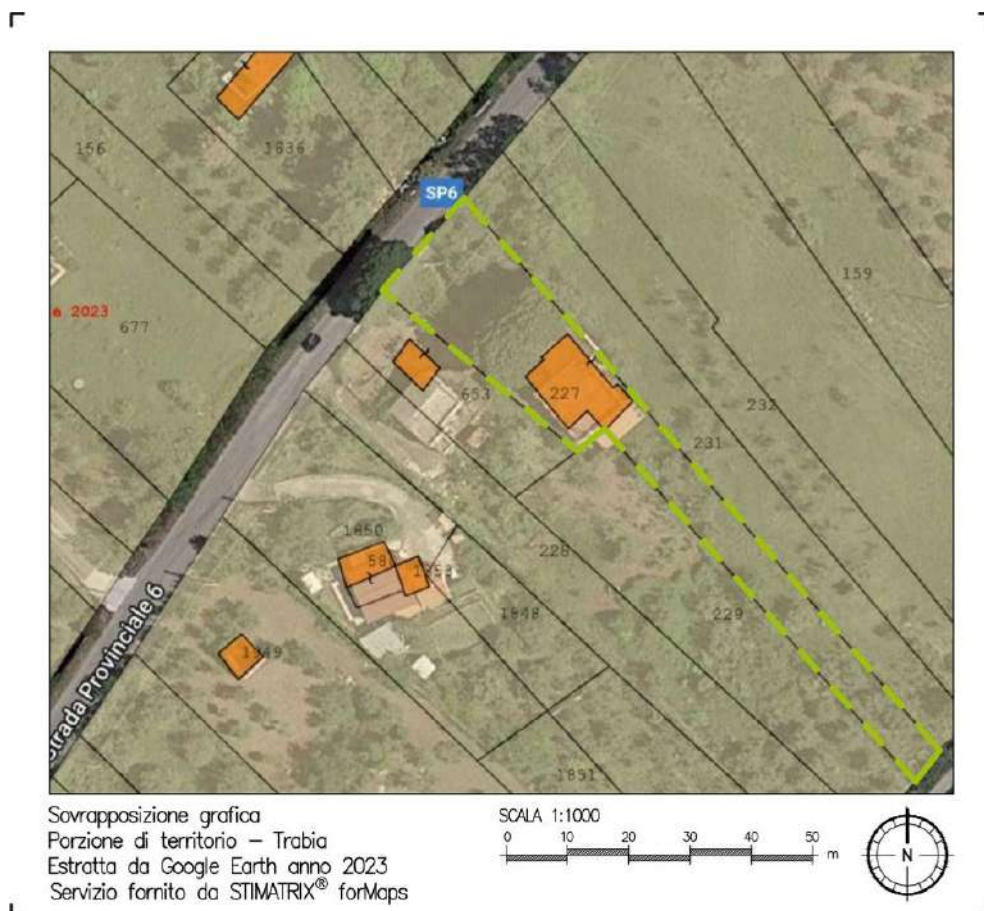 156
1836
SP6
159
a 2023
677
653
227
232
231
1850
58
228
1848
229
1849
1851
Strada Provinciale 6
Sovrapposizione grafica
Porzione di territorio – Trabia
Estratta da Google Earth anno 2023
Servizio fornito da STIMATRIX® forMaps
SCALA 1:1000
0 10 20 30 40 50 m
N